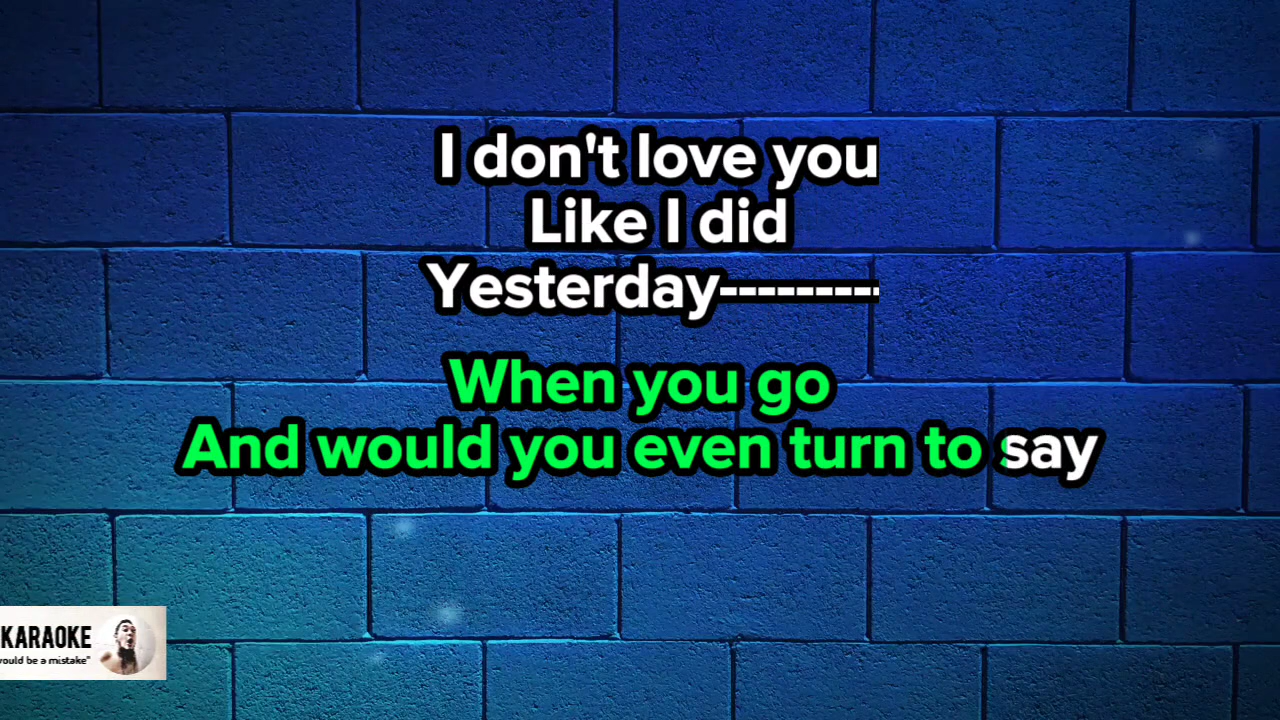 I don't love you
Like I did
Yesterday---------
When you go
And would you even turn to say
KARAOKE
would be a mistake"